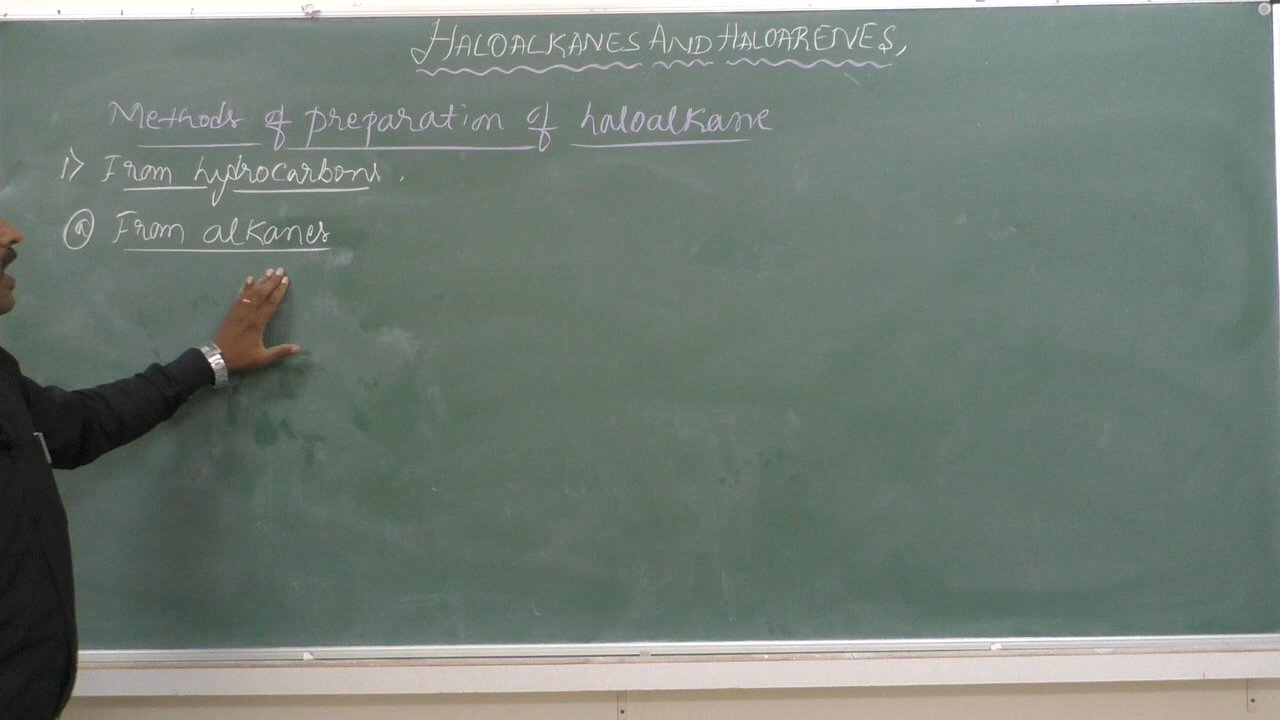 HALOALKANES AND HALOARENES,
Methods of preparation of haloalkane
1) From hydrocarbons.
(a) From alkanes